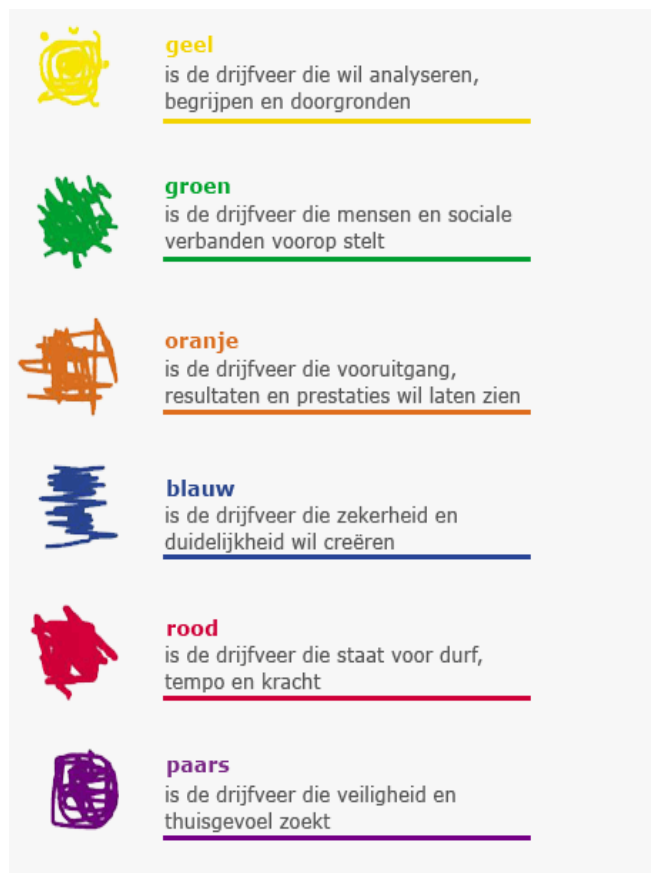 geel
is de drijfveer die wil analyseren,
begrijpen en doorgronden
groen
is de drijfveer die mensen en sociale
verbanden voorop stelt
oranje
is de drijfveer die vooruitgang,
resultaten en prestaties wil laten zien
blauw
is de drijfveer die zekerheid en
duidelijkheid wil creëren
rood
is de drijfveer die staat voor durf,
tempo en kracht
paars
is de drijfveer die veiligheid en
thuisgevoel zoekt